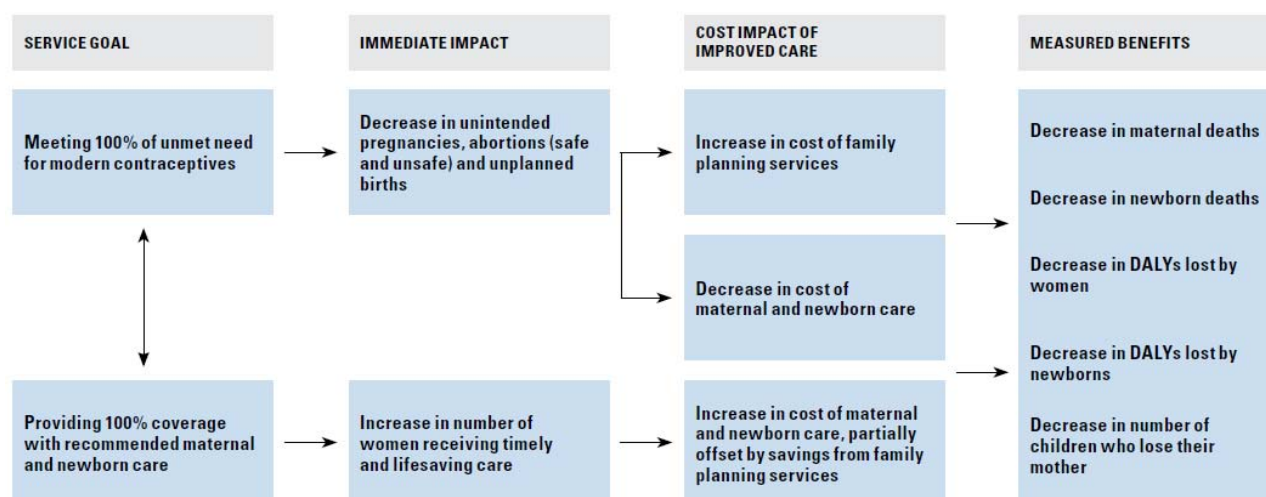 SERVICE GOAL
IMMEDIATE IMPACT
COST IMPACT OF
IMPROVED CARE
MEASURED BENEFITS
Meeting 100% of unmet need
for modern contraceptives
Decrease in unintended
pregnancies, abortions (safe
and unsafe) and unplanned
births
Increase in cost of family
planning services
Decrease in cost of
maternal and newborn care
Providing 100% coverage
with recommended maternal
and newborn care
Increase in number of
women receiving timely
and lifesaving care
Increase in cost of maternal
and newborn care, partially
offset by savings from family
planning services
Decrease in maternal deaths
Decrease in newborn deaths
Decrease in DALYs lost by
women
Decrease in DALYs lost by
newborns
Decrease in number of
children who lose their
mother